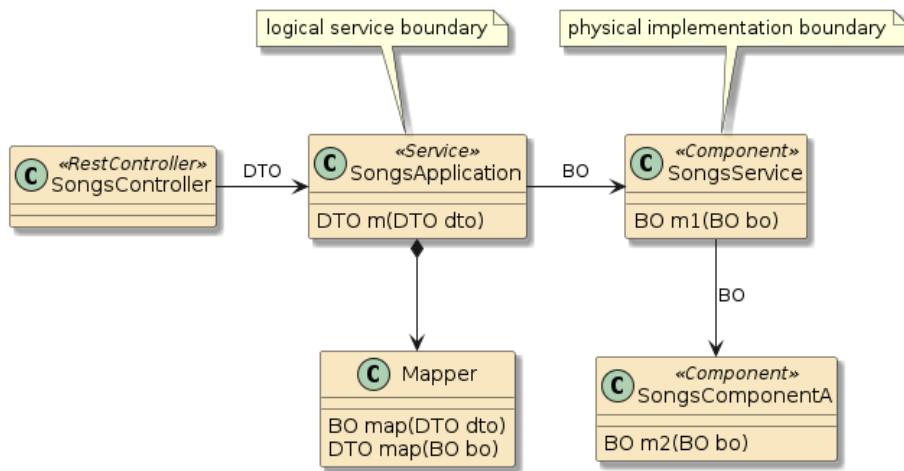 logical service boundary
physical implementation boundary
C
«RestController»
SongsController
DTO
C
«Service»
SongsApplication
DTO m(DTO dto)
BO
C
«Component»
SongsService
BO m1(BO bo)
BO
C
Mapper
BO map(DTO dto)
DTO map(BO bo)
C
«Component»
SongsComponentA
BO m2(BO bo)